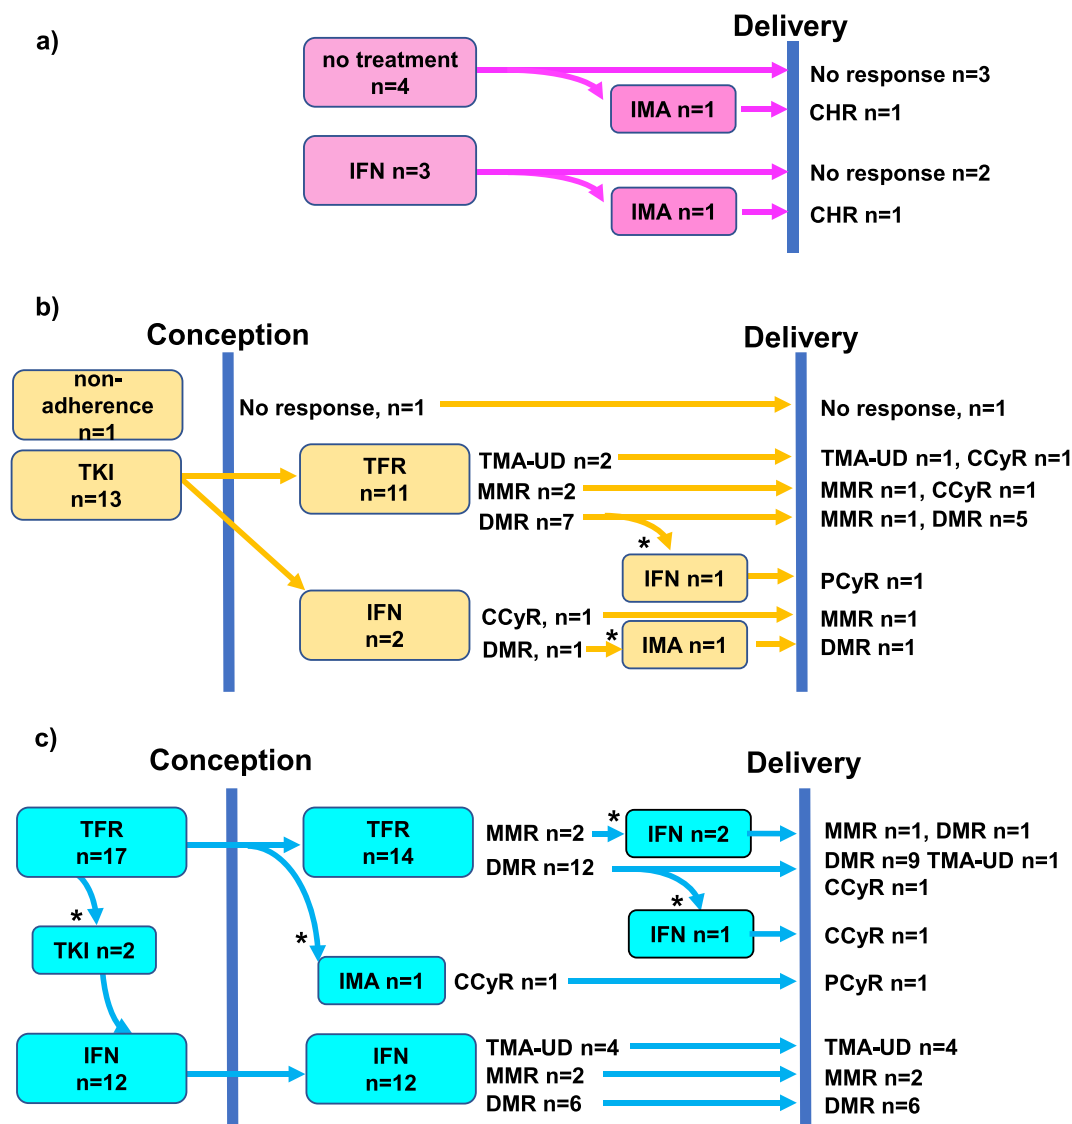 a)
Delivery
no treatment
n=4
No response n=3
IMA n=1
CHR n=1
IFN n=3
No response n=2
IMA n=1
CHR n=1
b)
Conception
Delivery
non-
adherence
n=1
No response, n=1
No response, n=1
TKI
n=13
TFR
n=11
TMA-UD n=2
TMA-UD n=1, CCyR n=1
MMR n=2
MMR n=1, CCyR n=1
DMR n=7
MMR n=1, DMR n=5
*
IFN n=1
PCyR n=1
IFN
n=2
CCyR, n=1
MMR n=1
DMR, n=1
*
IMA n=1
DMR n=1
c)
Conception
Delivery
TFR
n=17
TFR
n=14
MMR n=2
*
IFN n=2
MMR n=1, DMR n=1
DMR n=12
DMR n=9 TMA-UD n=1
CCyR n=1
*
TKI n=2
*
*
IFN n=1
CCyR n=1
IMA n=1
CCyR n=1
PCyR n=1
IFN
n=12
IFN
n=12
TMA-UD n=4
TMA-UD n=4
MMR n=2
MMR n=2
DMR n=6
DMR n=6